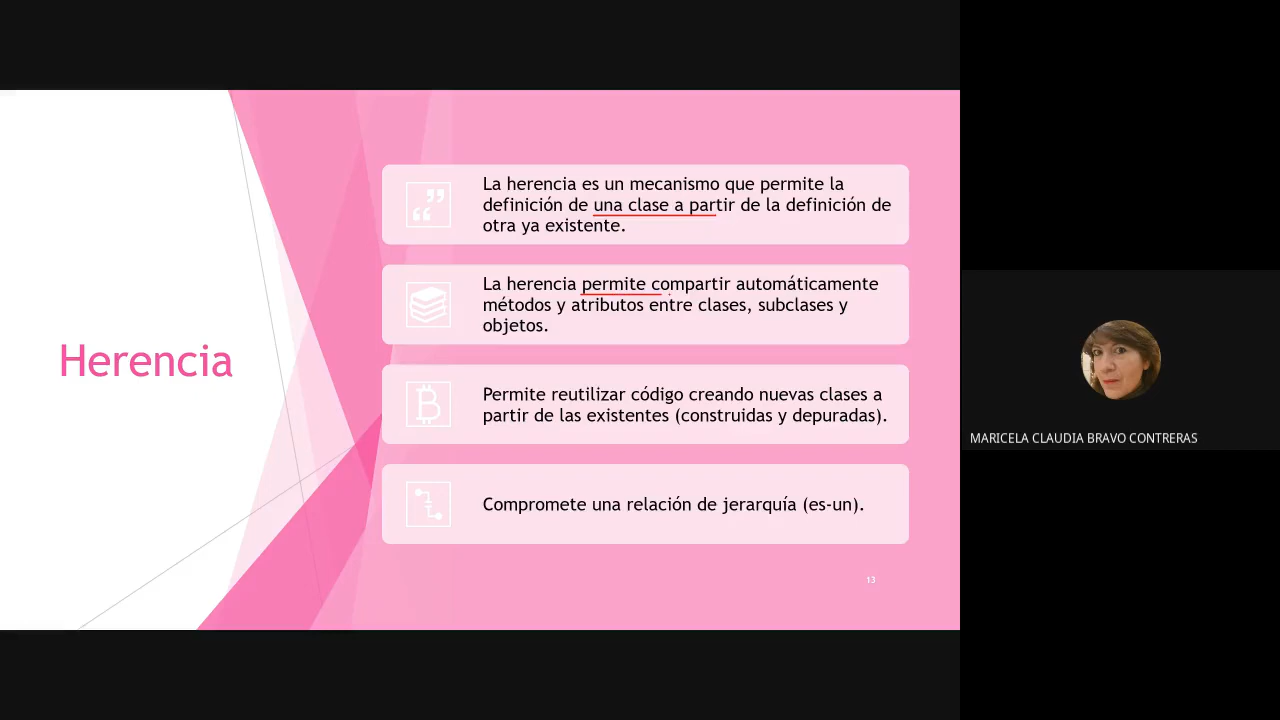 Herencia
La herencia es un mecanismo que permite la
definición de una clase a partir de la definición de
otra ya existente.
La herencia permite compartir automáticamente
métodos y atributos entre clases, subclases y
objetos.
Permite reutilizar código creando nuevas clases a
partir de las existentes (construidas y depuradas).
Compromete una relación de jerarquía (es-un).
13
MARICELA CLAUDIA BRAVO CONTRERAS